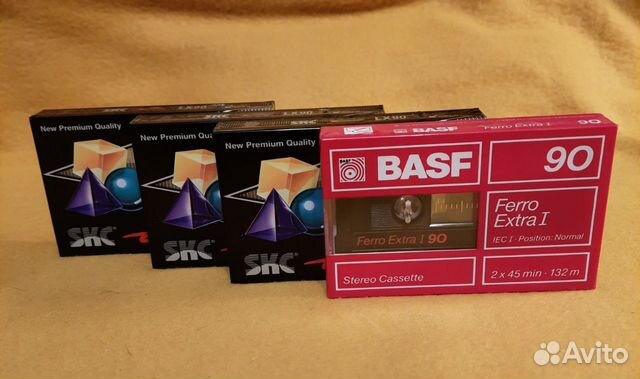 LX90
New Premium Quality
SKC
LX90
New Premium Quality
SKC
LX90
New Premium Quality
SKC
BASF Ferro Extra I 90
BASF
BASF
90
Ferro
Extra I
IEC I · Position: Normal
Ferro Extra I 90
Stereo Cassette
2 x 45 min · 132 m
Avito